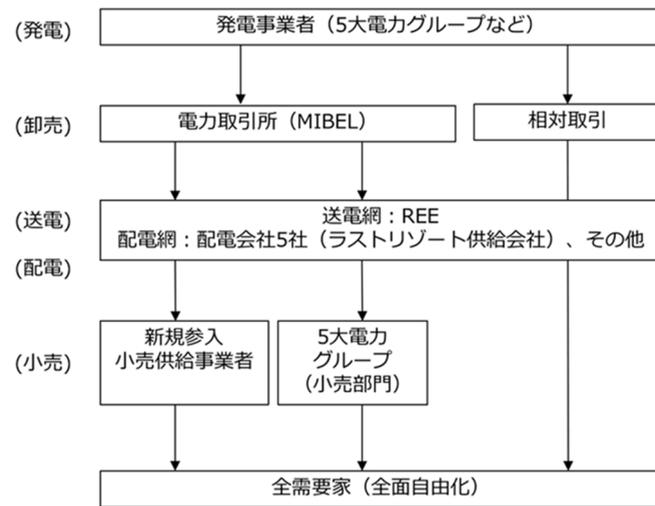 (発電)
発電事業者（5大電力グループなど）
(卸売)
電力取引所（MIBEL）
相対取引
(送電)
送電網：REE
配電網：配電会社5社（ラストリゾート供給会社）、その他
(配電)
(小売)
新規参入
小売供給事業者
5大電力
グループ
（小売部門）
全需要家（全面自由化）